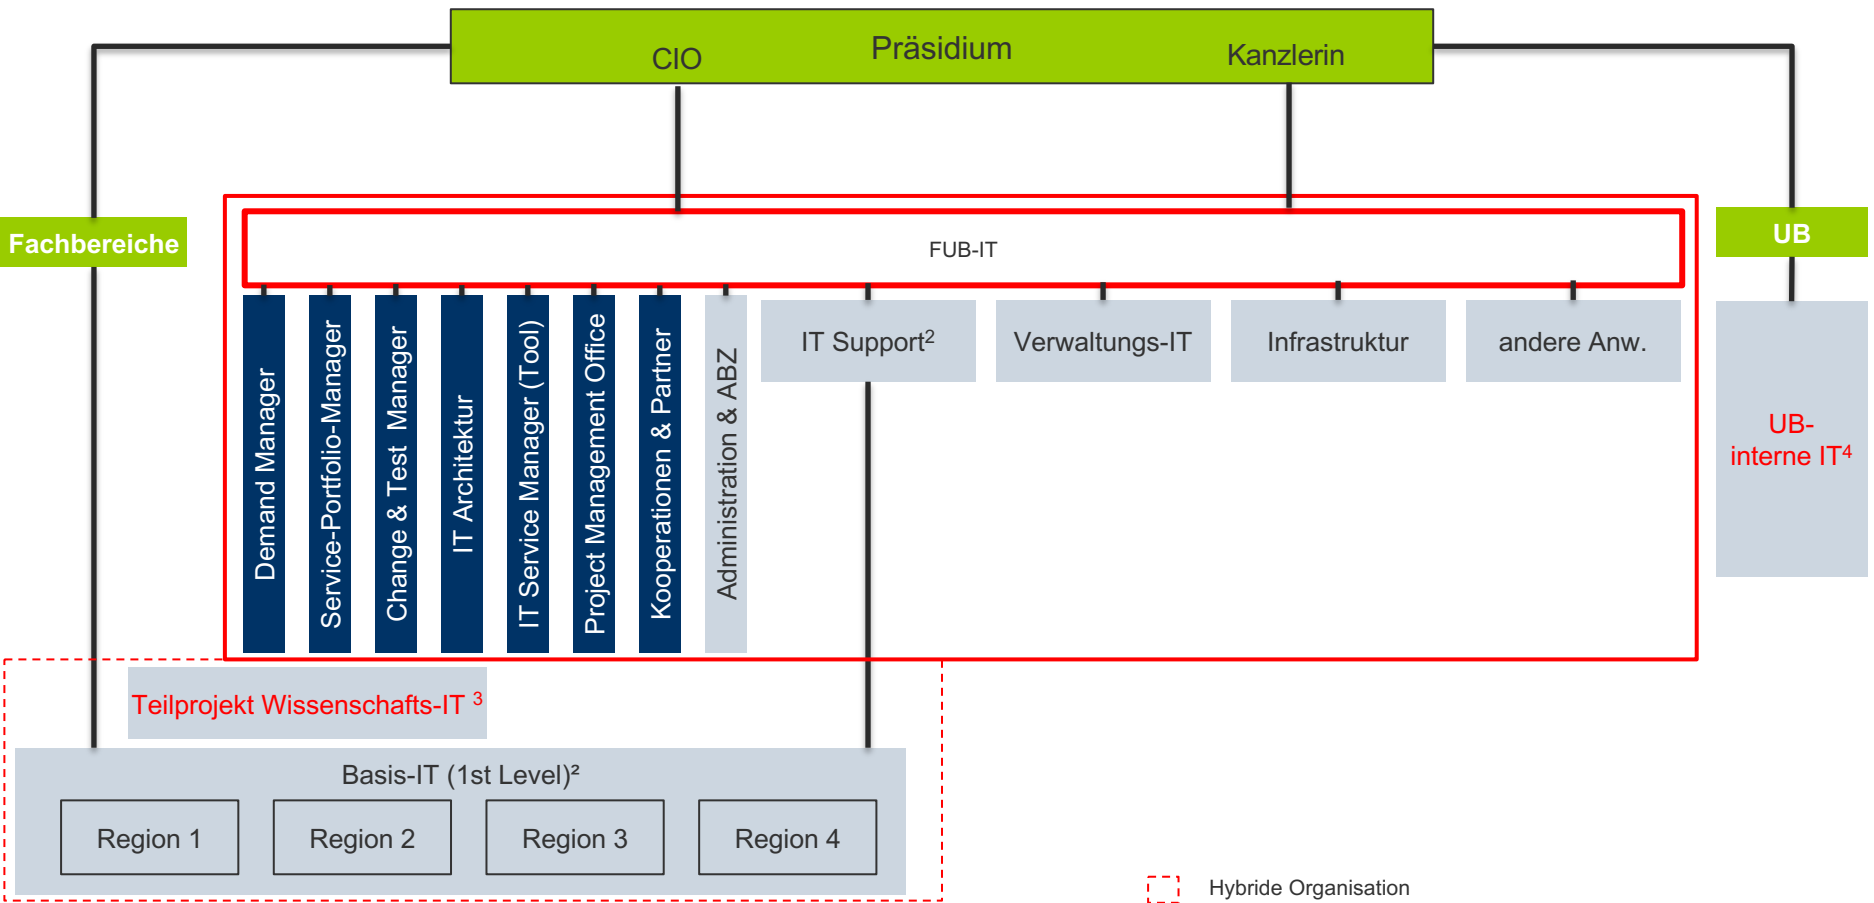 Präsidium
CIO
Kanzlerin
Fachbereiche
FUB-IT
UB
Demand Manager
Service-Portfolio-Manager
Change & Test Manager
IT Architektur
IT Service Manager (Tool)
Project Management Office
Kooperationen & Partner
Administration & ABZ
IT Support²
Verwaltungs-IT
Infrastruktur
andere Anw.
UB-
interne IT⁴
Teilprojekt Wissenschafts-IT ³
Basis-IT (1st Level)²
Region 1
Region 2
Region 3
Region 4
Hybride Organisation